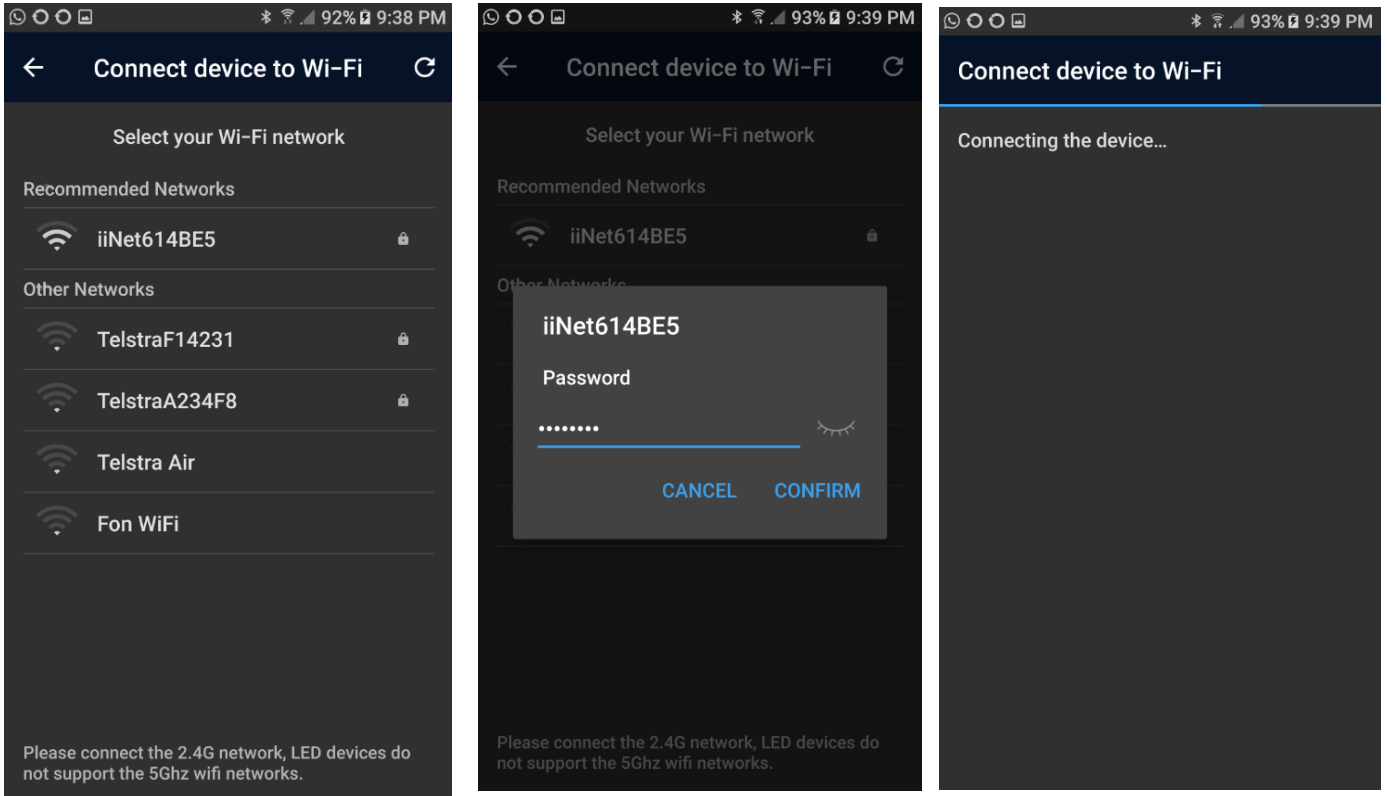 92% 9:38 PM
Connect device to Wi-Fi
Select your Wi-Fi network
Recommended Networks
iiNet614BE5
Other Networks
TelstraF14231
TelstraA234F8
Telstra Air
Fon WiFi
Please connect the 2.4G network, LED devices do
not support the 5Ghz wifi networks.
93% 9:39 PM
Connect device to Wi-Fi
Select your Wi-Fi network
Recommended Networks
iiNet614BE5
Other Networks
iiNet614BE5
Password
••••••••
CANCEL CONFIRM
Please connect the 2.4G network, LED devices do
not support the 5Ghz wifi networks.
93% 9:39 PM
Connect device to Wi-Fi
Connecting the device...